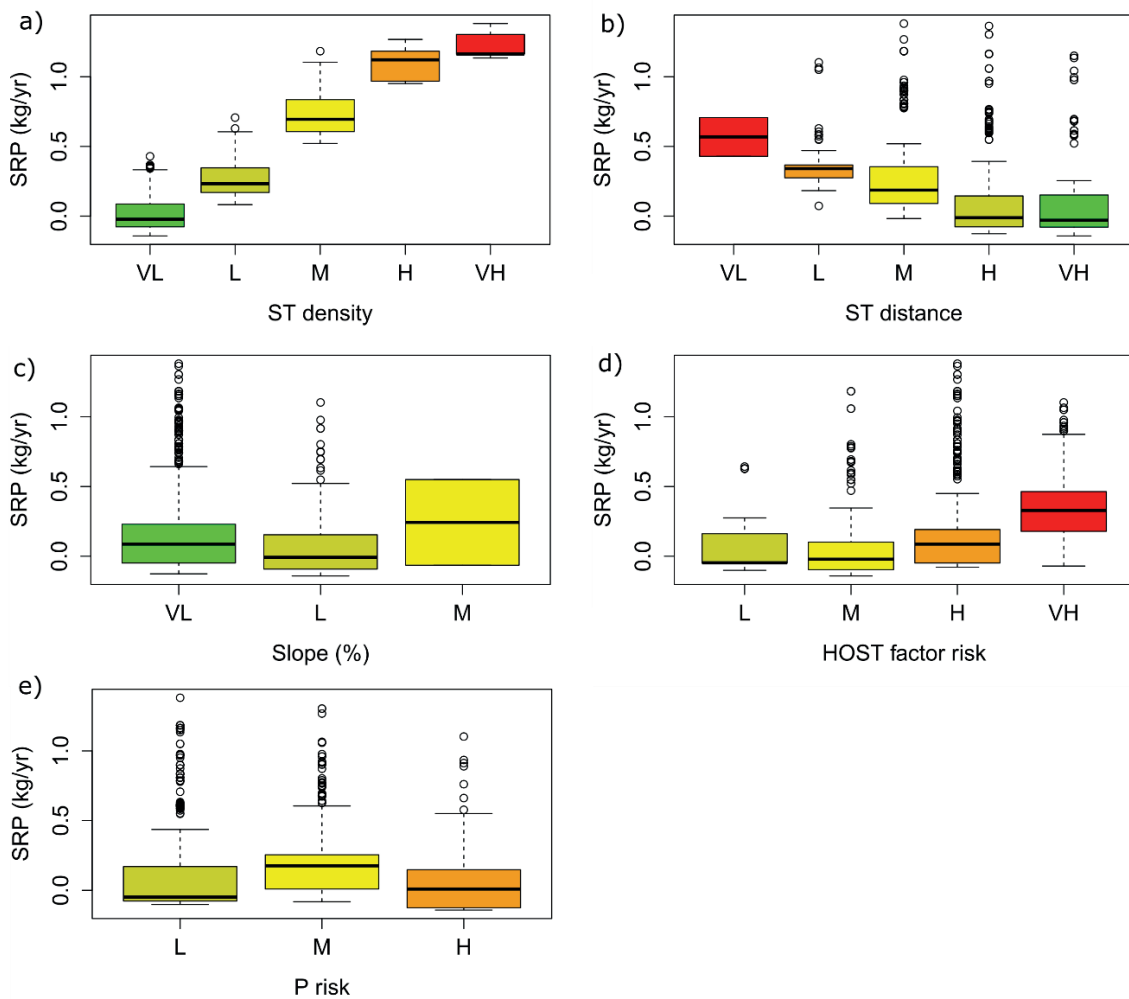 a)
SRP (kg/yr)
0.0 0.5 1.0
VL L M H VH
ST density
b)
SRP (kg/yr)
0.0 0.5 1.0
VL L M H VH
ST distance
c)
SRP (kg/yr)
0.0 0.5 1.0
VL L M
Slope (%)
d)
SRP (kg/yr)
0.0 0.5 1.0
L M H VH
HOST factor risk
e)
SRP (kg/yr)
0.0 0.5 1.0
L M H
P risk